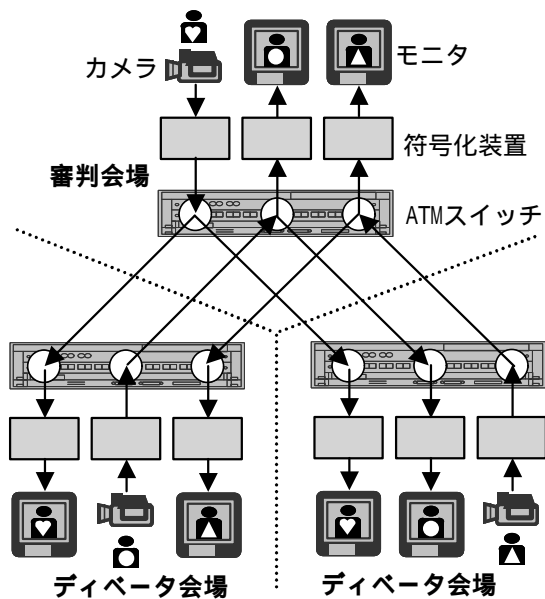 カメラ
モニタ
符号化装置
審判会場
ATMスイッチ
ディベータ会場
ディベータ会場